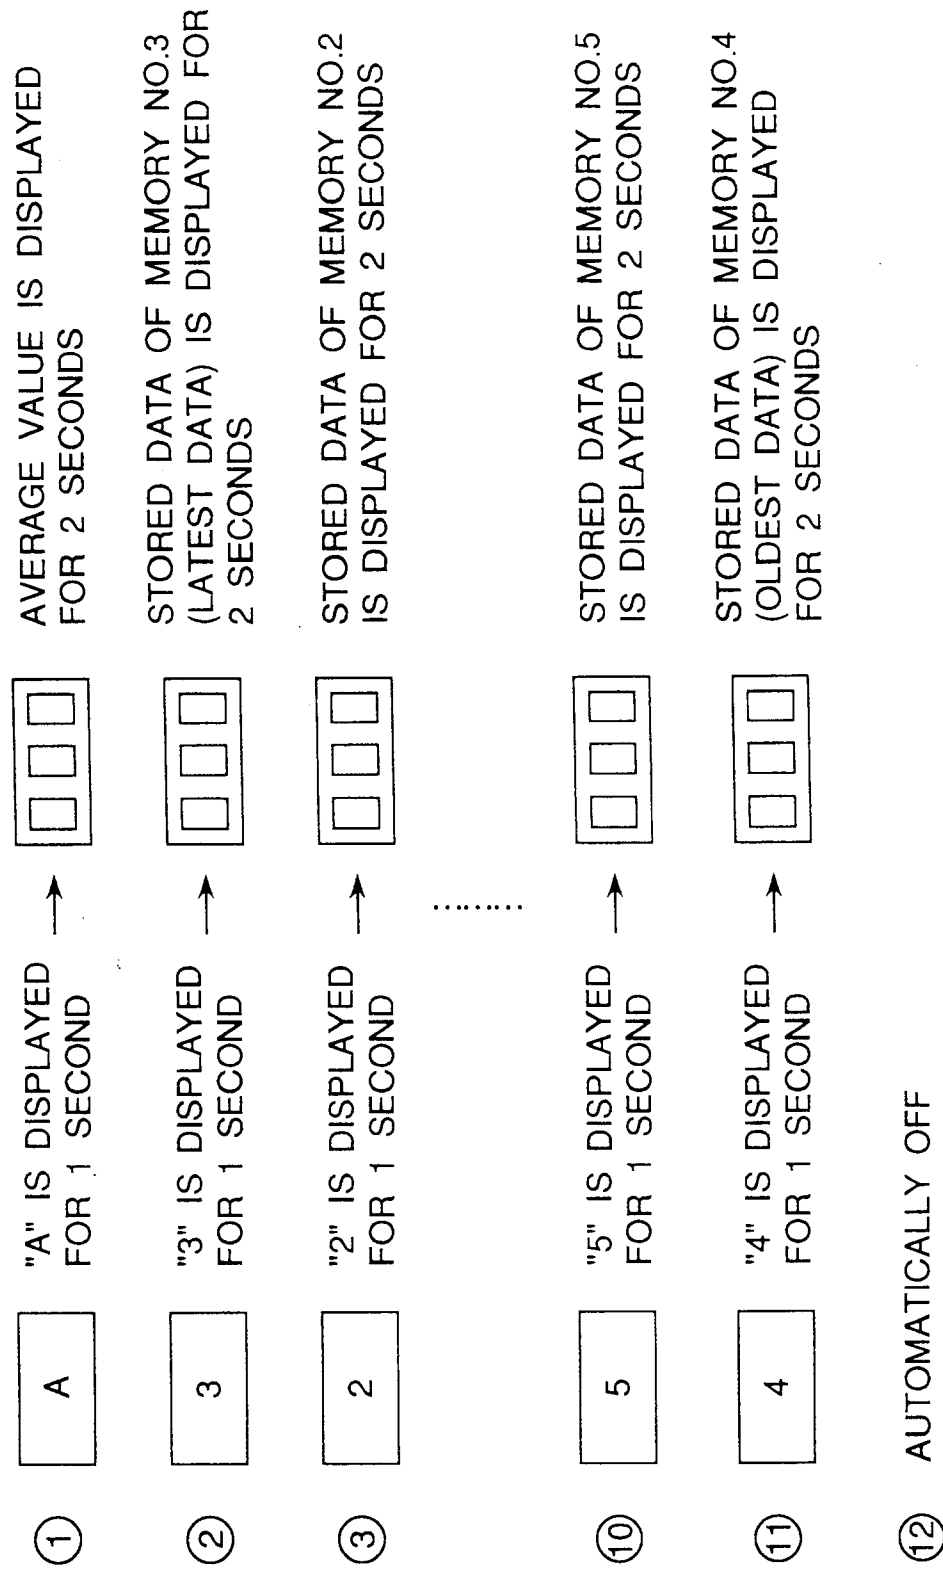 ① A "A" IS DISPLAYED → AVERAGE VALUE IS DISPLAYED
FOR 1 SECOND FOR 2 SECONDS
② 3 "3" IS DISPLAYED → STORED DATA OF MEMORY NO.3
FOR 1 SECOND (LATEST DATA) IS DISPLAYED FOR
2 SECONDS
③ 2 "2" IS DISPLAYED → STORED DATA OF MEMORY NO.2
FOR 1 SECOND IS DISPLAYED FOR 2 SECONDS
.........
⑩ 5 "5" IS DISPLAYED → STORED DATA OF MEMORY NO.5
FOR 1 SECOND IS DISPLAYED FOR 2 SECONDS
⑪ 4 "4" IS DISPLAYED → STORED DATA OF MEMORY NO.4
FOR 1 SECOND (OLDEST DATA) IS DISPLAYED
FOR 2 SECONDS
⑫ AUTOMATICALLY OFF